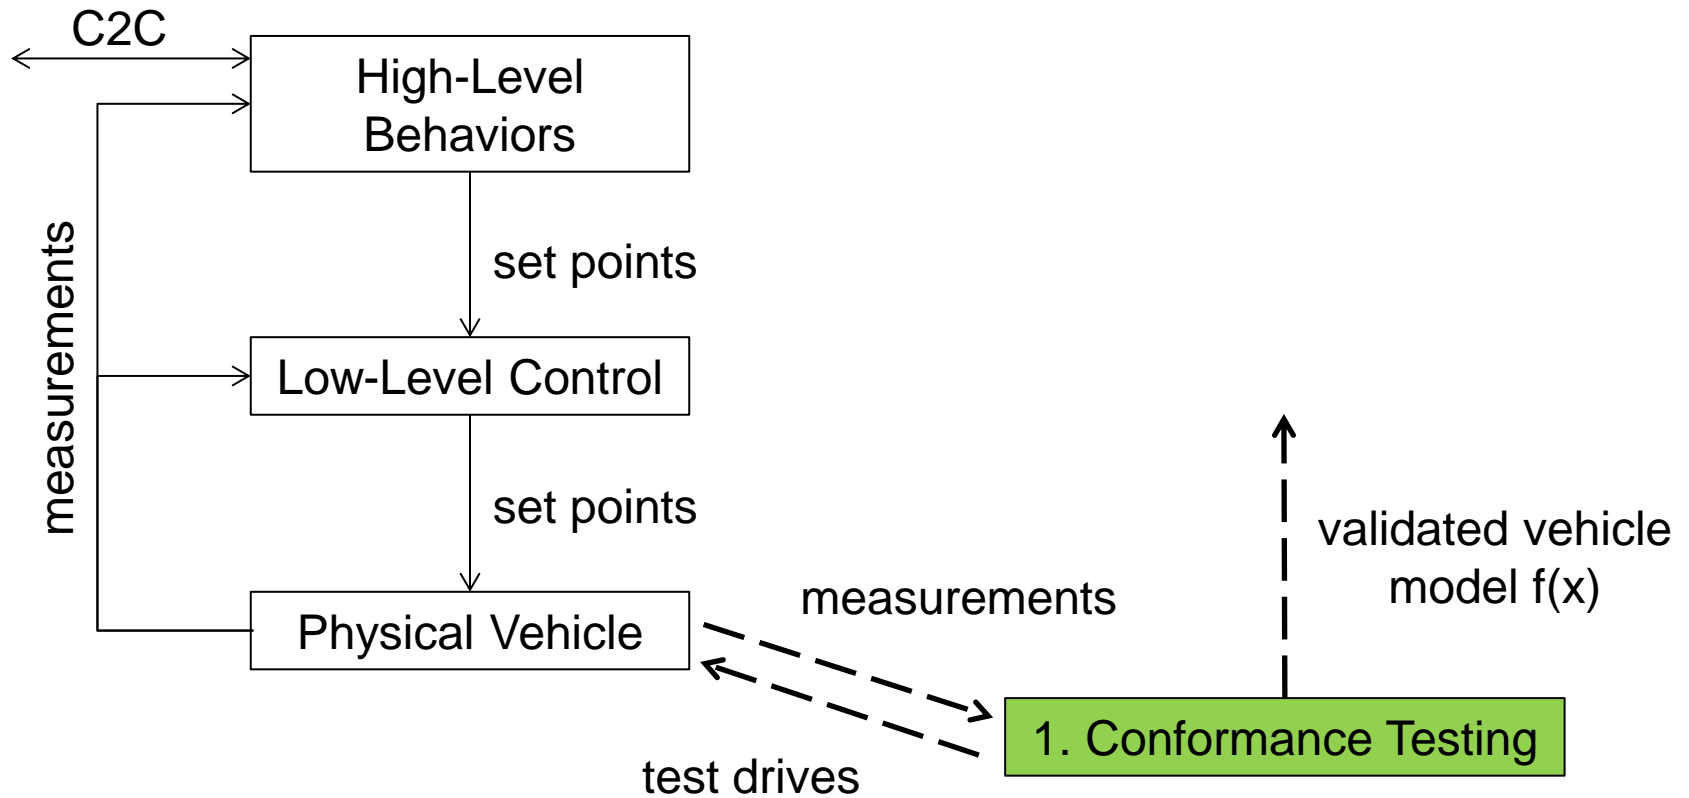 C2C
High-Level
Behaviors
measurements
set points
Low-Level Control
set points
validated vehicle
model f(x)
measurements
Physical Vehicle
1. Conformance Testing
test drives